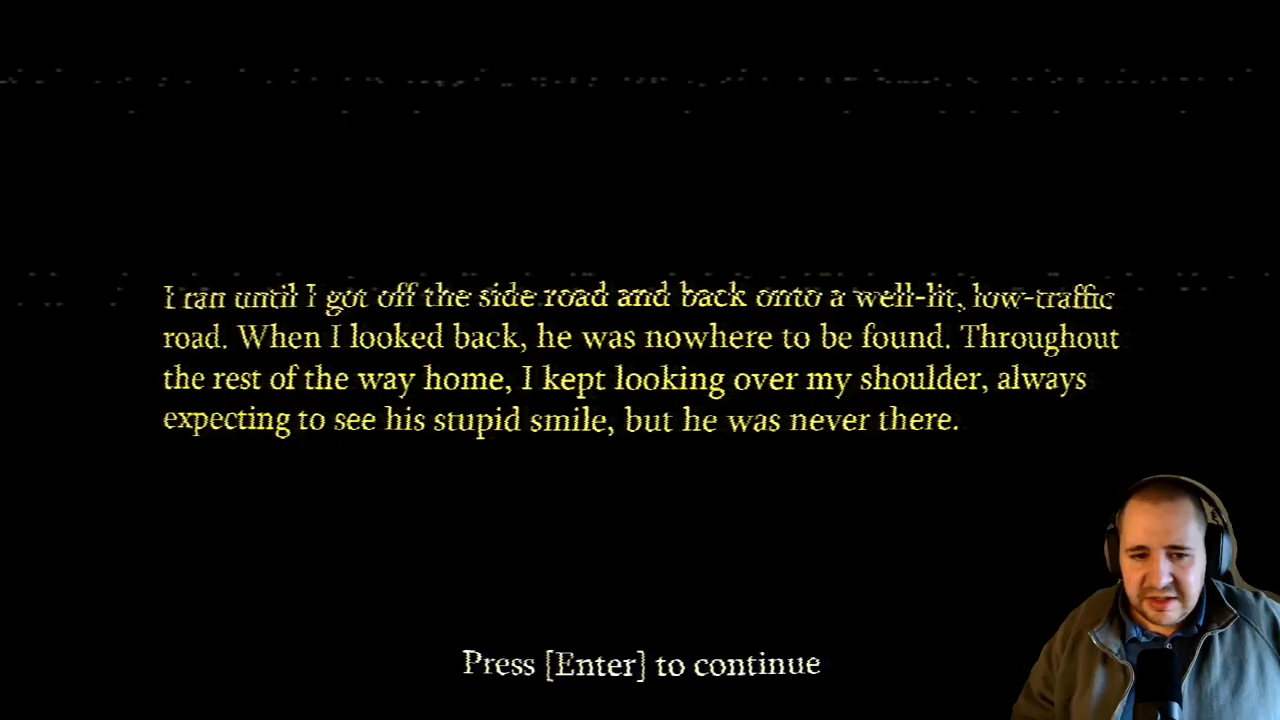 I ran until I got off the side road and back onto a well-lit, low-traffic
road. When I looked back, he was nowhere to be found. Throughout
the rest of the way home, I kept looking over my shoulder, always
expecting to see his stupid smile, but he was never there.
Press [Enter] to continue